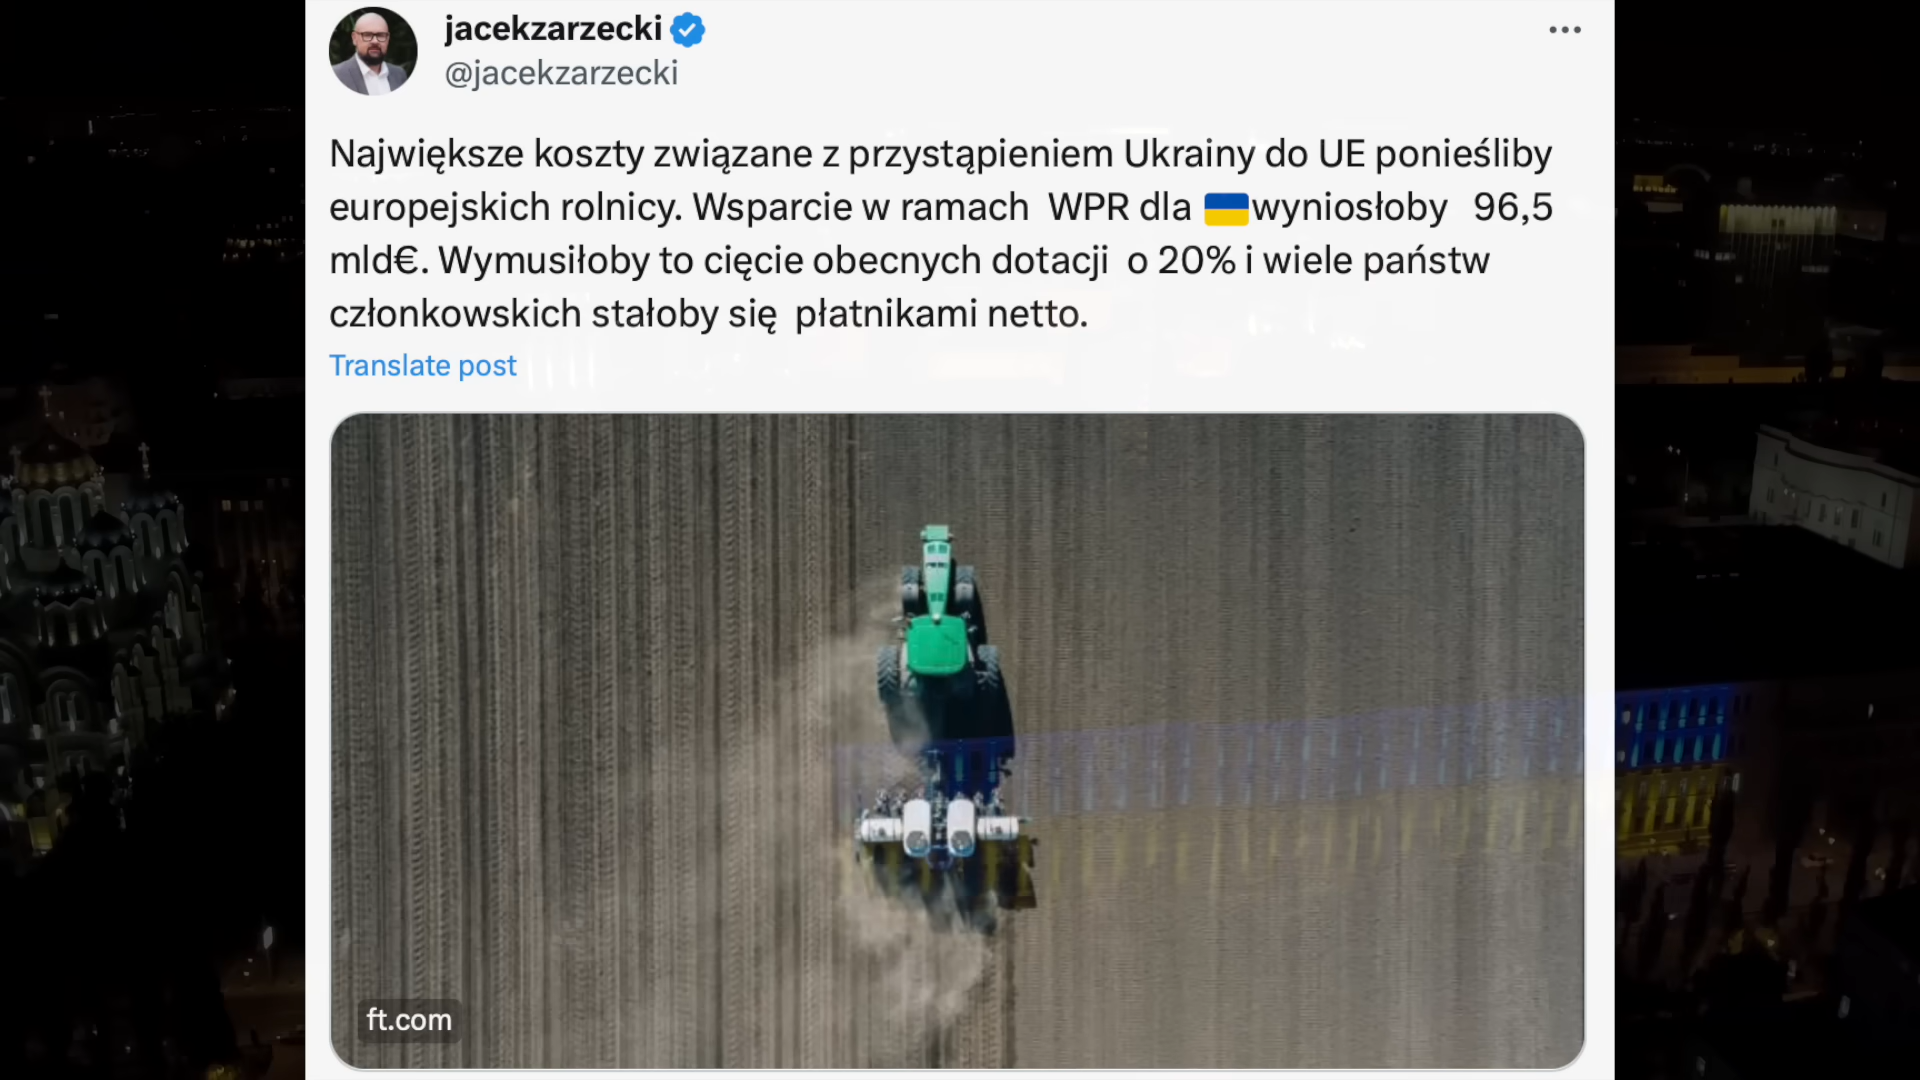 jacekzarzecki
@jacekzarzecki
Największe koszty związane z przystąpieniem Ukrainy do UE ponieśliby
europejskich rolnicy. Wsparcie w ramach WPR dla 🇺🇦wyniosłoby 96,5
mld€. Wymusiłoby to cięcie obecnych dotacji o 20% i wiele państw
członkowskich stałoby się płatnikami netto.
Translate post
ft.com